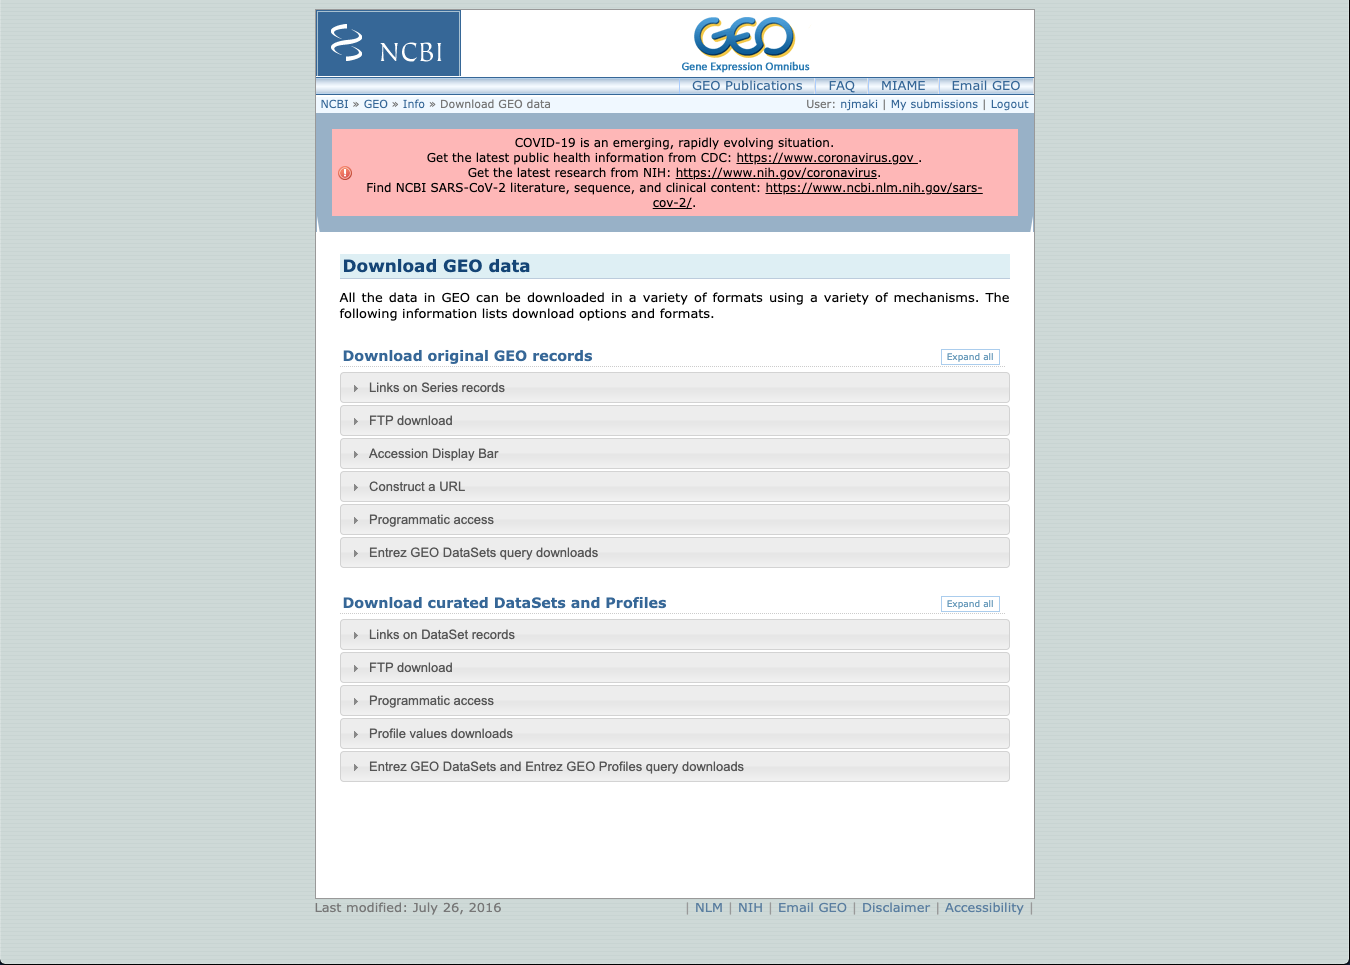 NCBI
GEO
Gene Expression Omnibus
GEO Publications FAQ MIAME Email GEO
NCBI » GEO » Info » Download GEO data User: njmaki | My submissions | Logout
COVID-19 is an emerging, rapidly evolving situation.
Get the latest public health information from CDC: https://www.coronavirus.gov .
Get the latest research from NIH: https://www.nih.gov/coronavirus.
Find NCBI SARS-CoV-2 literature, sequence, and clinical content: https://www.ncbi.nlm.nih.gov/sars-
cov-2/.
Download GEO data
All the data in GEO can be downloaded in a variety of formats using a variety of mechanisms. The
following information lists download options and formats.
Download original GEO records Expand all
Links on Series records
FTP download
Accession Display Bar
Construct a URL
Programmatic access
Entrez GEO DataSets query downloads
Download curated DataSets and Profiles Expand all
Links on DataSet records
FTP download
Programmatic access
Profile values downloads
Entrez GEO DataSets and Entrez GEO Profiles query downloads
Last modified: July 26, 2016 | NLM | NIH | Email GEO | Disclaimer | Accessibility |